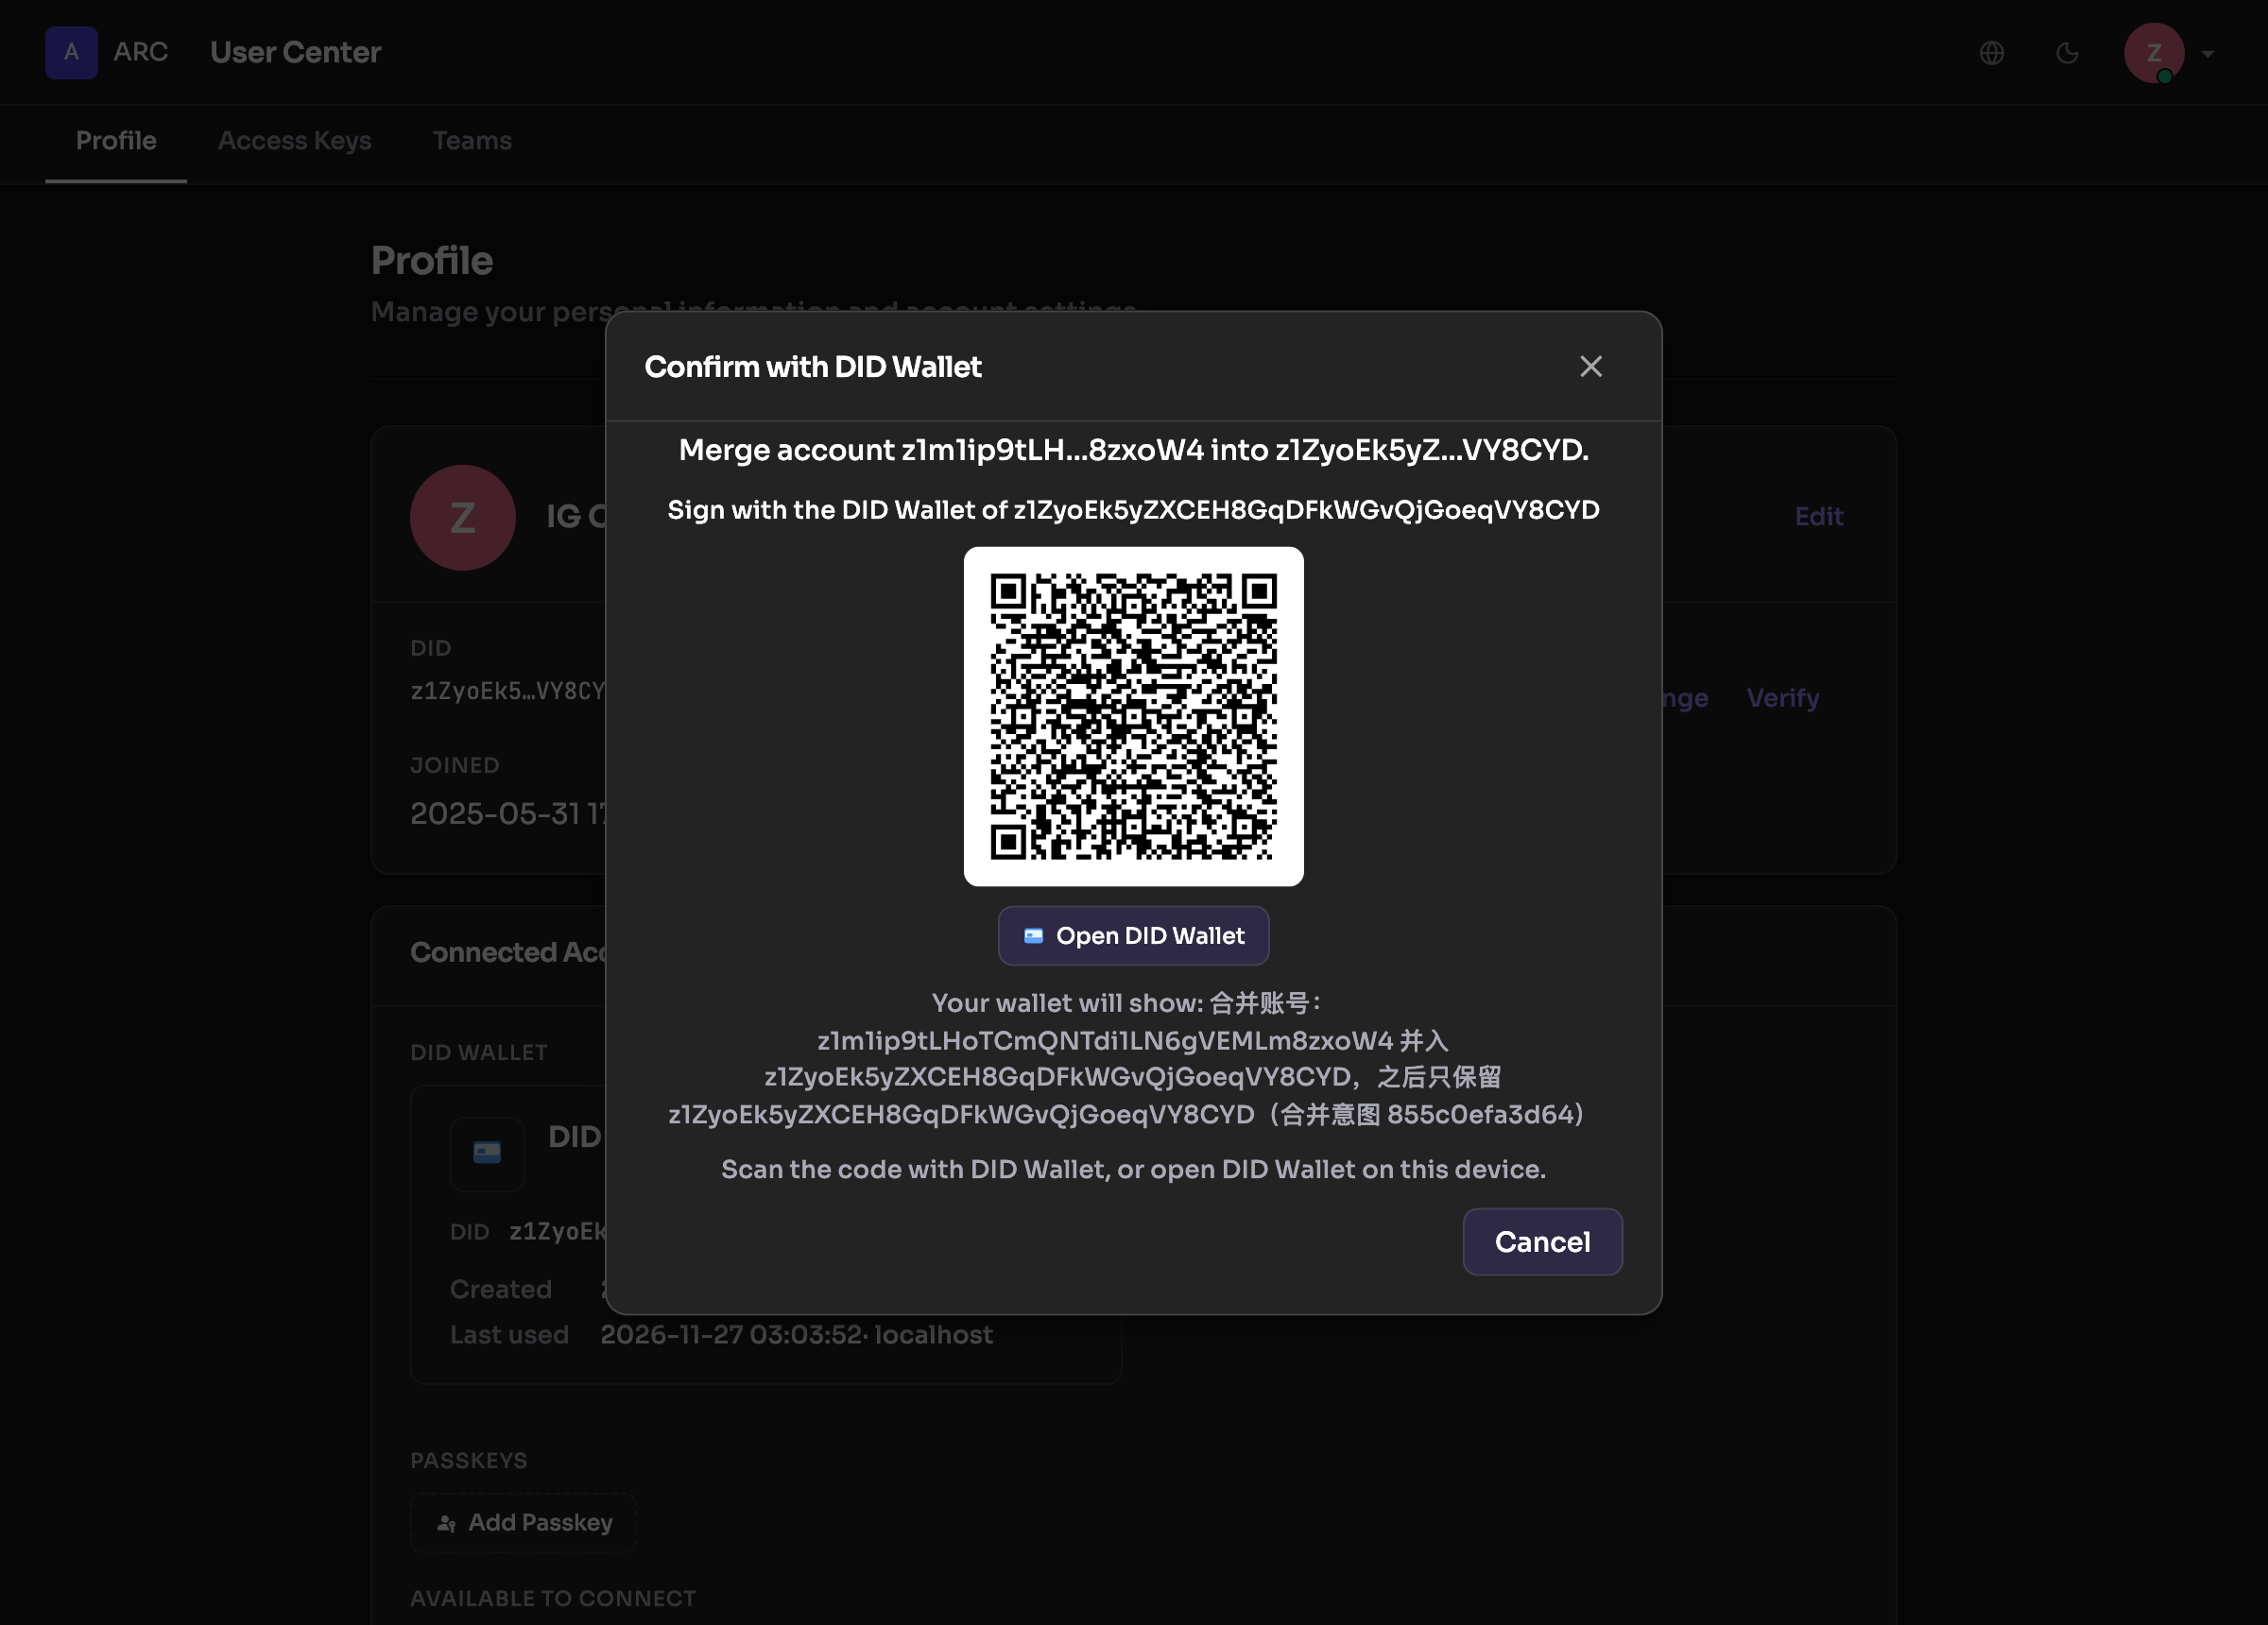 A ARC User Center Z
Profile Access Keys Teams
Profile
Manage your personal information and account settings
Confirm with DID Wallet
Merge account z1m1ip9tLH...8zxoW4 into z1ZyoEk5yZ...VY8CYD.
Sign with the DID Wallet of z1ZyoEk5yZXCEH8GqDFkWGvQjGoeqVY8CYD
Z IG Edit
DID
z1ZyoEk5…VY8CY
Verify
JOINED
2025-05-31
Open DID Wallet
Connected
Your wallet will show: 合并账号：
z1m1ip9tLHoTCmQNTdi1LN6gVEMLm8zxoW4 并入
z1ZyoEk5yZXCEH8GqDFkWGvQjGoeqVY8CYD，之后只保留
z1ZyoEk5yZXCEH8GqDFkWGvQjGoeqVY8CYD（合并意图 855c0efa3d64）
Scan the code with DID Wallet, or open DID Wallet on this device.
Cancel
DID WALLET
DID
DID z1ZyoEk
Created
Last used 2026-11-27 03:03:52· localhost
PASSKEYS
Add Passkey
AVAILABLE TO CONNECT